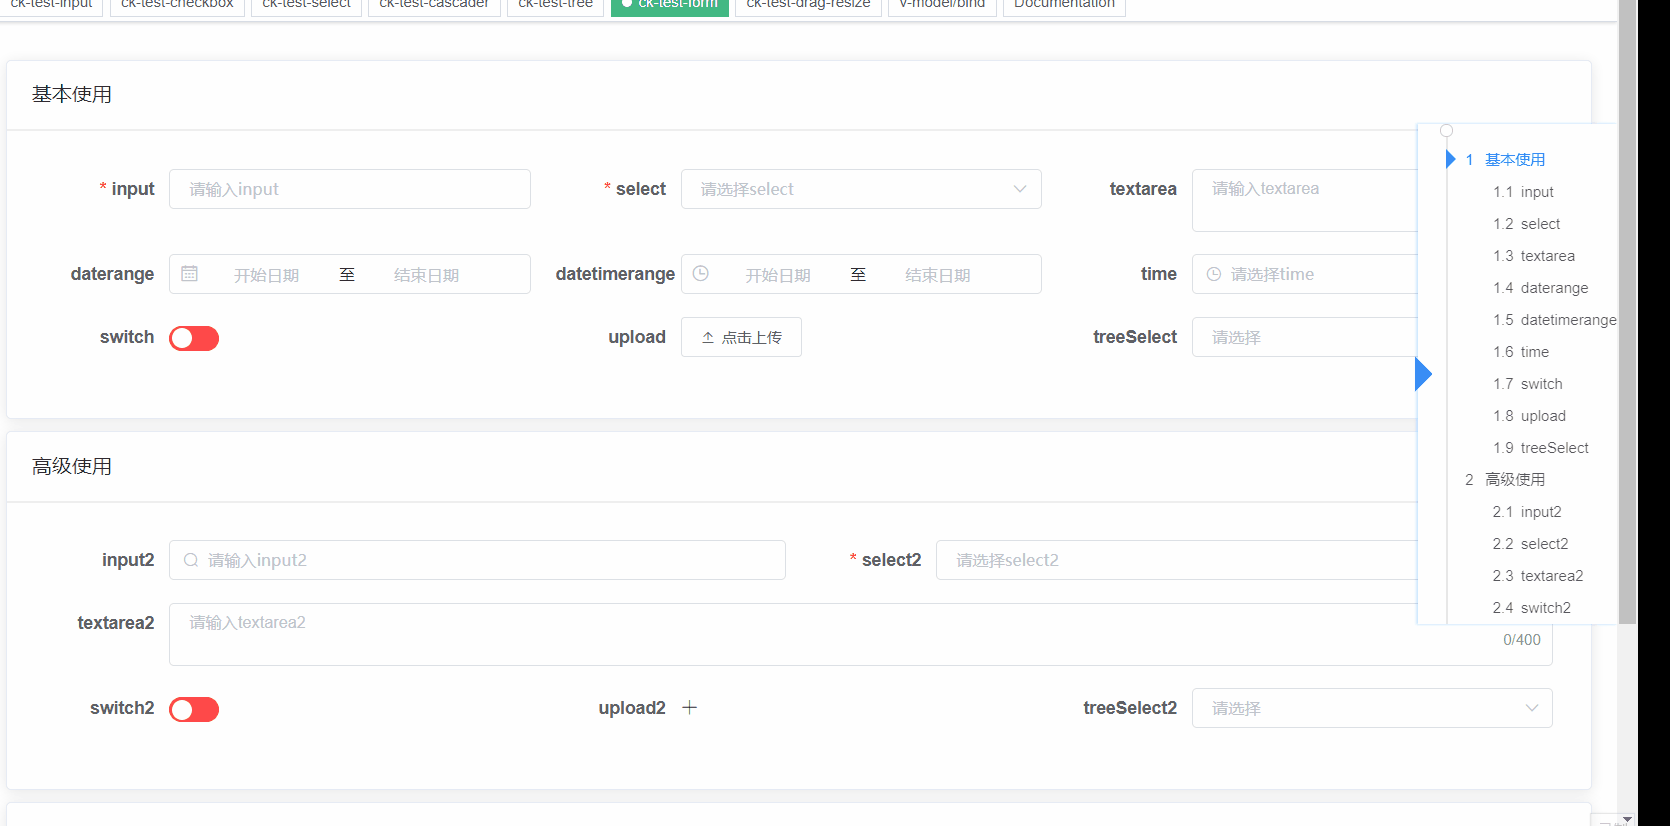 ck-test-input ck-test-checkbox ck-test-select ck-test-cascader ck-test-tree ck-test-form ck-test-drag-resize v-model/bind Documentation
基本使用
* input 请输入input * select 请选择select textarea 请输入textarea
daterange 开始日期 至 结束日期 datetimerange 开始日期 至 结束日期 time 请选择time
switch upload 点击上传 treeSelect 请选择
高级使用
input2 请输入input2 * select2 请选择select2
textarea2 请输入textarea2
0/400
switch2 upload2 treeSelect2 请选择
1 基本使用
1.1 input
1.2 select
1.3 textarea
1.4 daterange
1.5 datetimerange
1.6 time
1.7 switch
1.8 upload
1.9 treeSelect
2 高级使用
2.1 input2
2.2 select2
2.3 textarea2
2.4 switch2